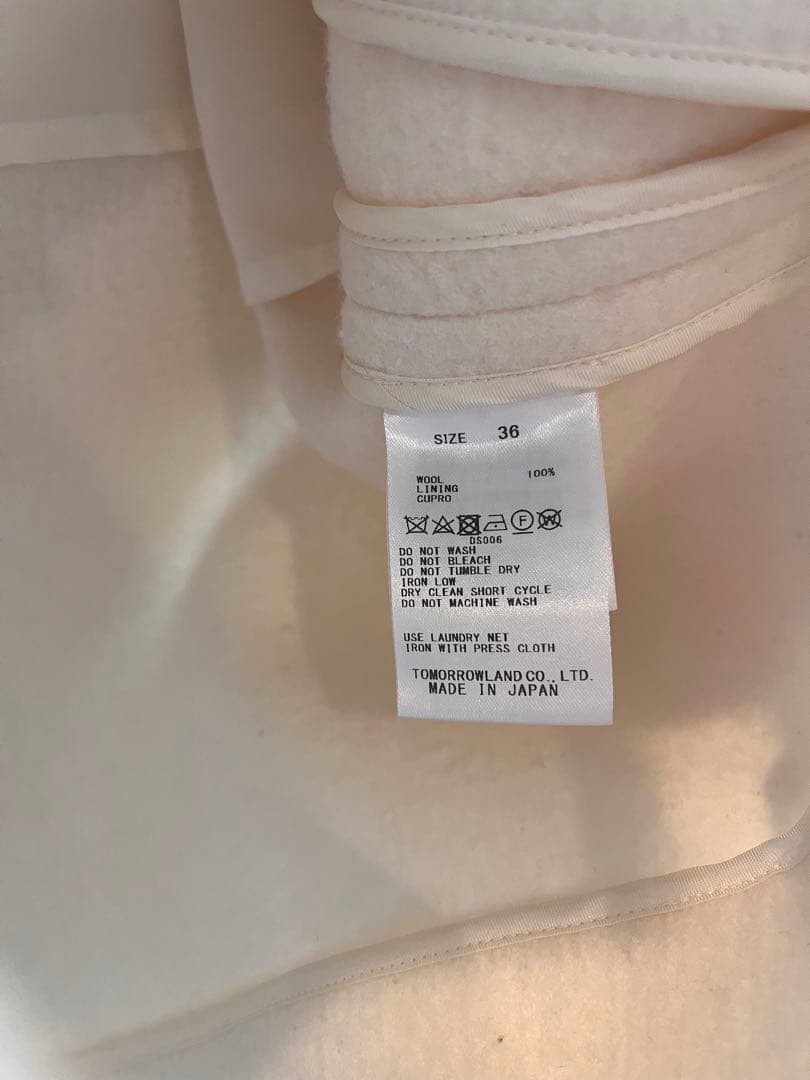 SIZE 36
WOOL 100%
LINING
CUPRO
F W
DS006
DO NOT WASH
DO NOT BLEACH
DO NOT TUMBLE DRY
IRON LOW
DRY CLEAN SHORT CYCLE
DO NOT MACHINE WASH
USE LAUNDRY NET
IRON WITH PRESS CLOTH
TOMORROWLAND CO., LTD.
MADE IN JAPAN